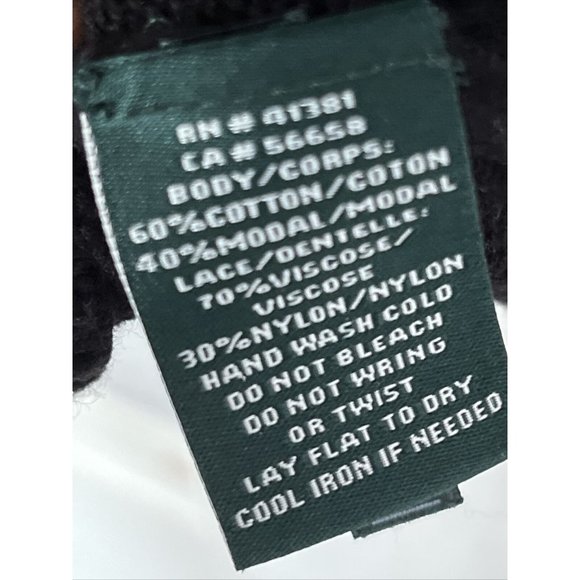 RN # 41381
CA # 56658
BODY/CORPS:
60%COTTON/COTON
40%MODAL/MODAL
LACE/DENTELLE:
70%VISCOSE/
VISCOSE
30%NYLON/NYLON
HAND WASH COLD
DO NOT BLEACH
DO NOT WRING
OR TWIST
LAY FLAT TO DRY
COOL IRON IF NEEDED